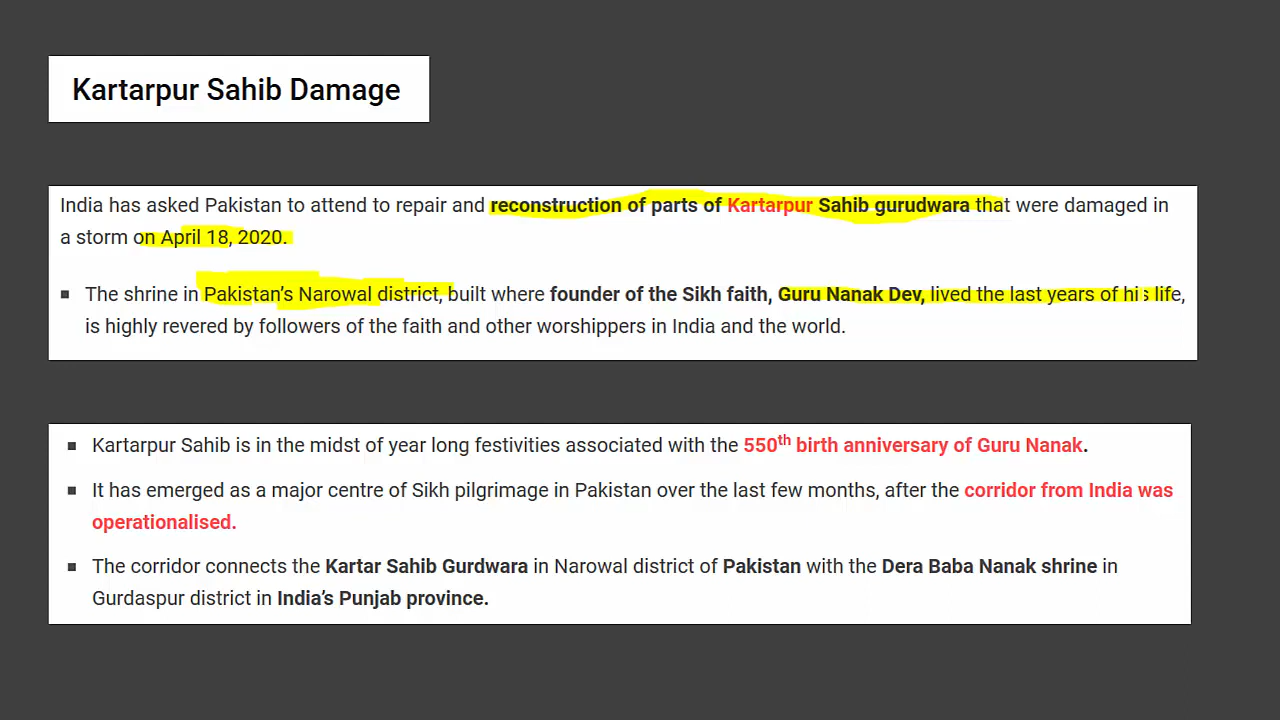 Kartarpur Sahib Damage
India has asked Pakistan to attend to repair and reconstruction of parts of Kartarpur Sahib gurudwara that were damaged in
a storm on April 18, 2020.
▪ The shrine in Pakistan's Narowal district, built where founder of the Sikh faith, Guru Nanak Dev, lived the last years of his life,
is highly revered by followers of the faith and other worshippers in India and the world.
▪ Kartarpur Sahib is in the midst of year long festivities associated with the 550th birth anniversary of Guru Nanak.
▪ It has emerged as a major centre of Sikh pilgrimage in Pakistan over the last few months, after the corridor from India was
operationalised.
▪ The corridor connects the Kartar Sahib Gurdwara in Narowal district of Pakistan with the Dera Baba Nanak shrine in
Gurdaspur district in India's Punjab province.